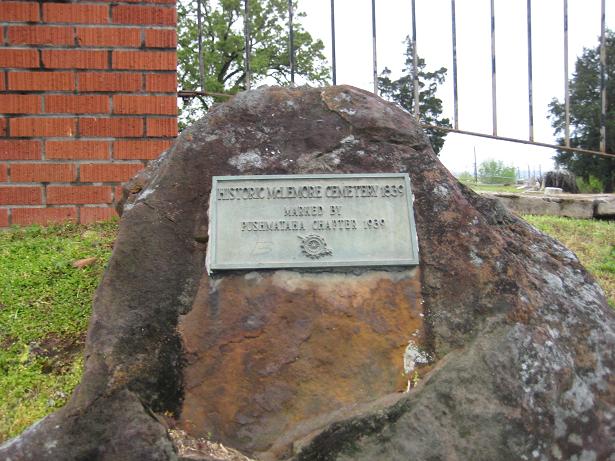 HISTORIC McLEMORE CEMETERY 1839
MARKED BY
PUSHMATAHA CHAPTER 1939